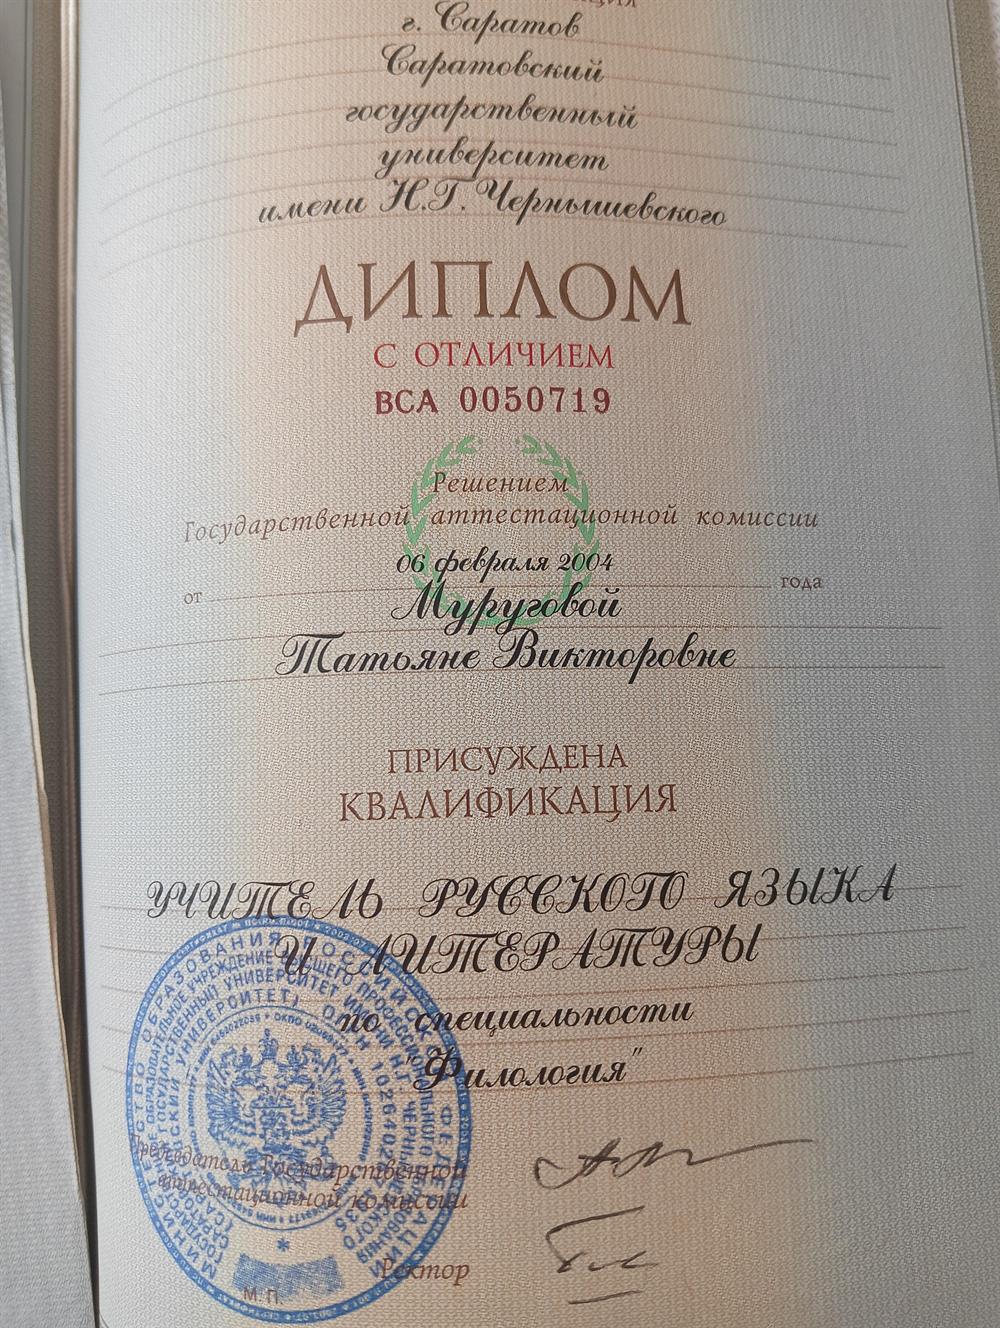 г. Саратов
Саратовский
государственный
университет
имени Н.Г. Чернышевского
ДИПЛОМ
С ОТЛИЧИЕМ
ВСА 0050719
Решением
Государственной аттестационной комиссии
06 февраля 2004
от года
Муруговой
Татьяне Викторовне
ПРИСУЖДЕНА
КВАЛИФИКАЦИЯ
УЧИТЕЛЬ РУССКОГО ЯЗЫКА
И ЛИТЕРАТУРЫ
по специальности
"Филология"
Председатель Государственной
аттестационной комиссии
Ректор
М.П.